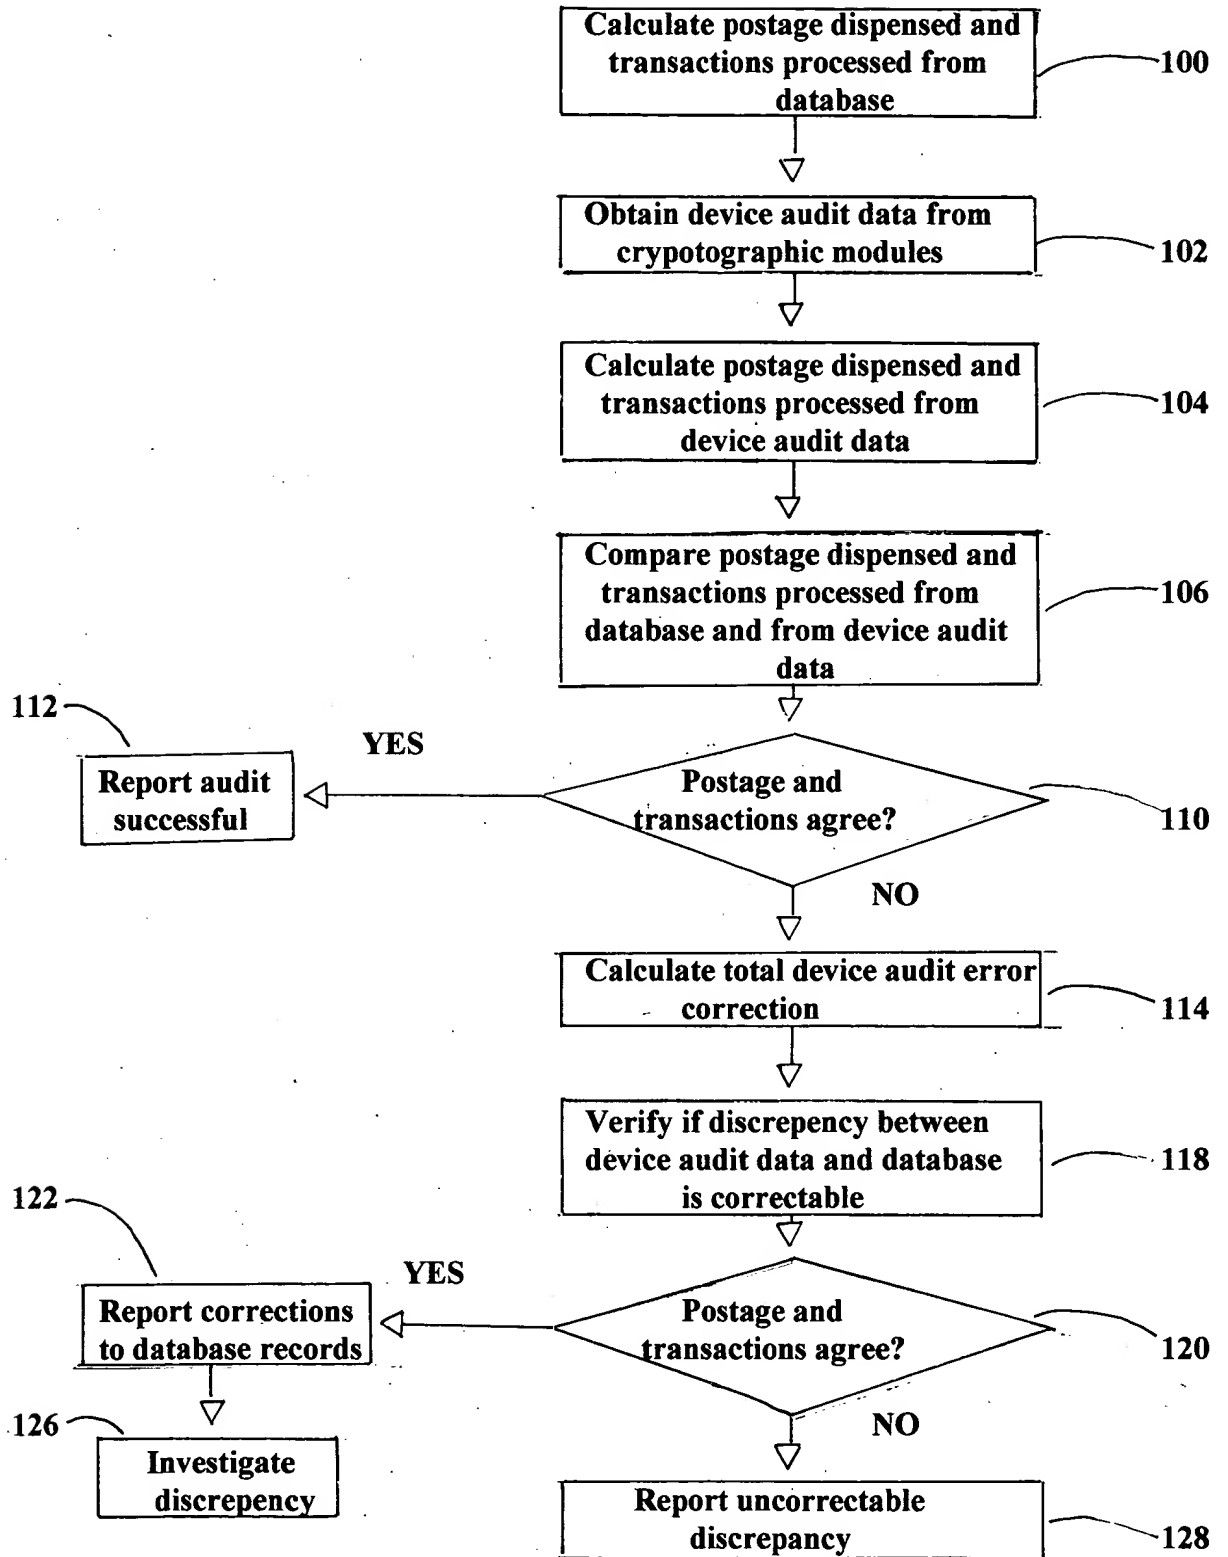 Calculate postage dispensed and
transactions processed from
database
100
Obtain device audit data from
crypotographic modules
102
Calculate postage dispensed and
transactions processed from
device audit data
104
Compare postage dispensed and
transactions processed from
database and from device audit
data
106
112
YES
Report audit
successful
Postage and
transactions agree?
110
NO
Calculate total device audit error
correction
114
Verify if discrepency between
device audit data and database
is correctable
118
122
YES
Report corrections
to database records
Postage and
transactions agree?
120
126
NO
Investigate
discrepency
Report uncorrectable
discrepancy
128